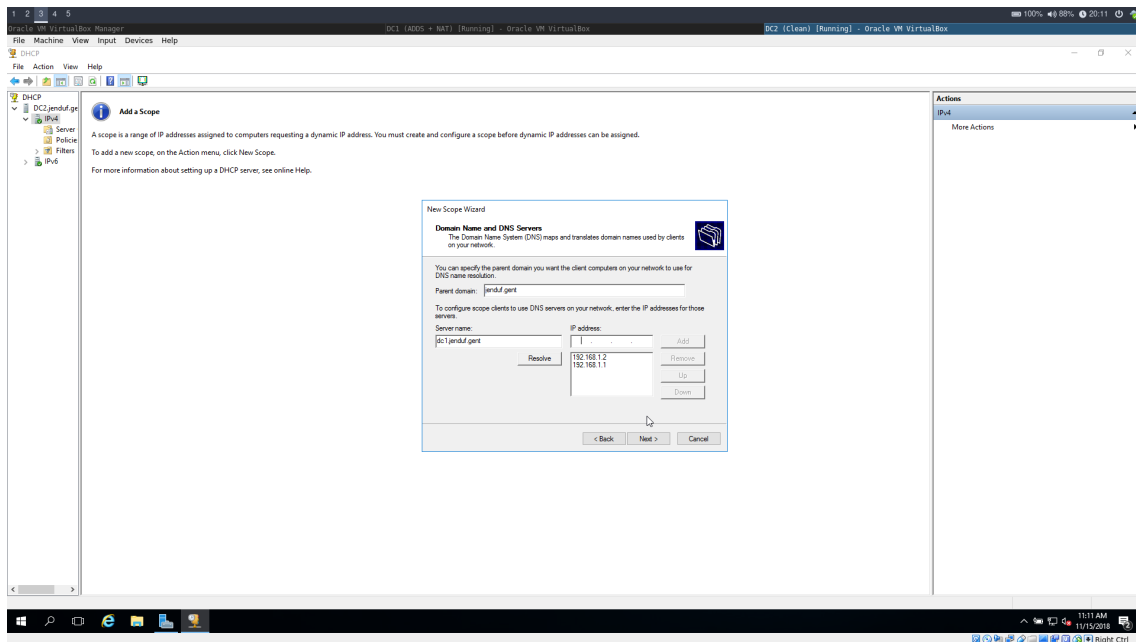 1 2 3 4 5
100% 88% 20:11
Oracle VM VirtualBox Manager
DC1 (ADDS + NAT) [Running] - Oracle VM VirtualBox
DC2 (Clean) [Running] - Oracle VM VirtualBox
File Machine View Input Devices Help
DHCP
File Action View Help
DHCP
DC2.jenduf.ge
IPv4
Server
Policie
Filters
IPv6
Add a Scope
A scope is a range of IP addresses assigned to computers requesting a dynamic IP address. You must create and configure a scope before dynamic IP addresses can be assigned.
To add a new scope, on the Action menu, click New Scope.
For more information about setting up a DHCP server, see online Help.
Actions
IPv4
More Actions
New Scope Wizard
Domain Name and DNS Servers
The Domain Name System (DNS) maps and translates domain names used by clients
on your network.
You can specify the parent domain you want the client computers on your network to use for
DNS name resolution.
Parent domain: jenduf.gent
To configure scope clients to use DNS servers on your network, enter the IP addresses for those
servers.
Server name: IP address:
dc1.jenduf.gent . . . Add
Resolve 192.168.1.2 Remove
192.168.1.1
Up
Down
< Back Next > Cancel
11:11 AM
11/15/2018
Right Ctrl